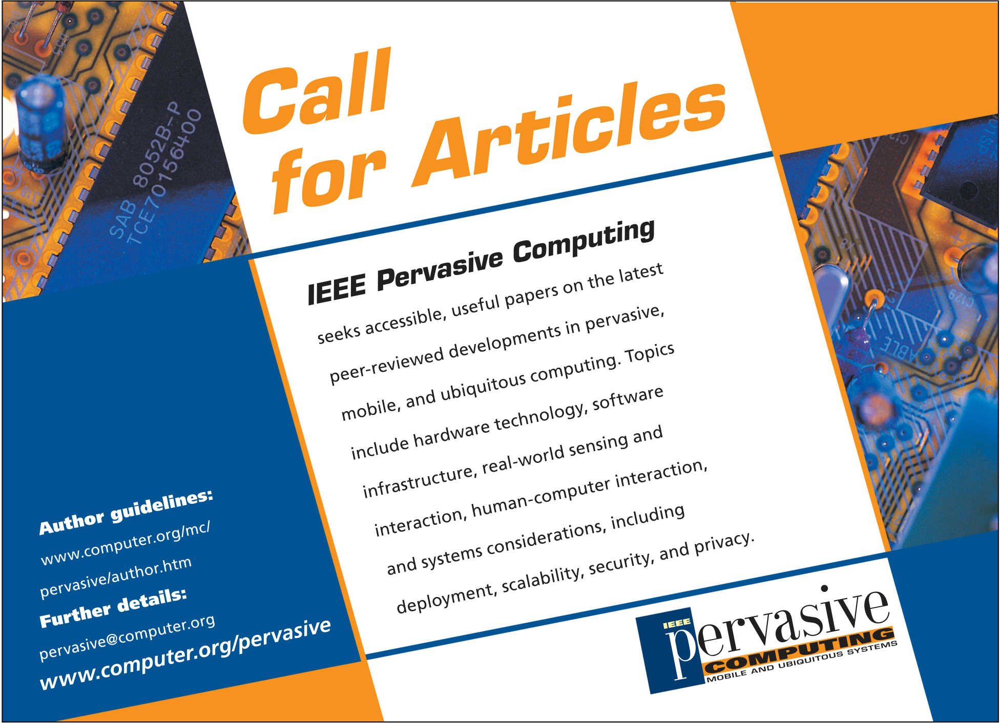 Call
for Articles
IEEE Pervasive Computing
seeks accessible, useful papers on the latest
peer-reviewed developments in pervasive,
mobile, and ubiquitous computing. Topics
include hardware technology, software
infrastructure, real-world sensing and
interaction, human-computer interaction,
and systems considerations, including
deployment, scalability, security, and privacy.
Author guidelines:
www.computer.org/mc/
pervasive/author.htm
Further details:
pervasive@computer.org
www.computer.org/pervasive
IEEE
pervasive
COMPUTING
MOBILE AND UBIQUITOUS SYSTEMS
SAB 8052B-P
TCE70156400
X8
C129